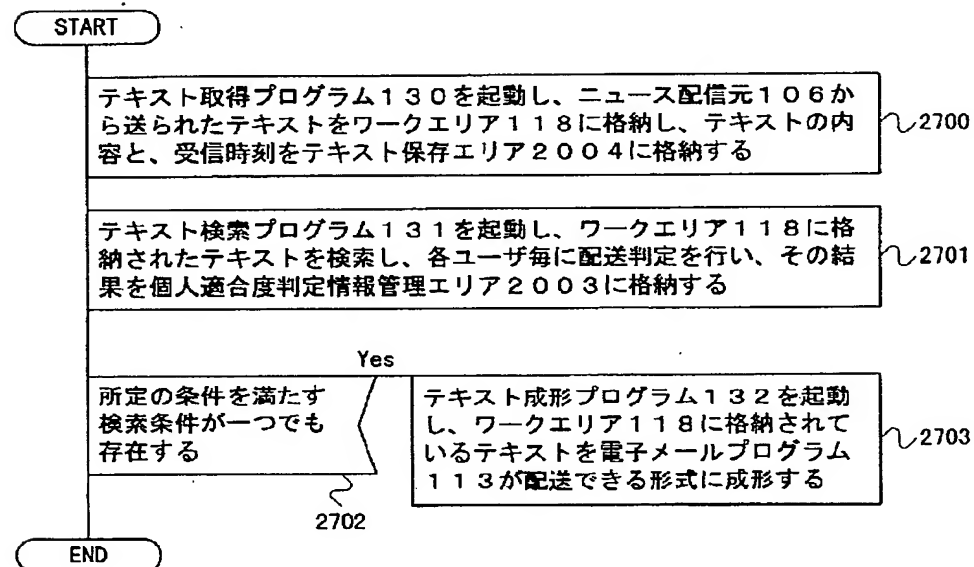 START
テキスト取得プログラム130を起動し、ニュース配信元106か
ら送られたテキストをワークエリア118に格納し、テキストの内
容と、受信時刻をテキスト保存エリア2004に格納する
2700
テキスト検索プログラム131を起動し、ワークエリア118に格
納されたテキストを検索し、各ユーザ毎に配送判定を行い、その結
果を個人適合度判定情報管理エリア2003に格納する
2701
Yes
所定の条件を満たす
検索条件が一つでも
存在する
2702
テキスト成形プログラム132を起動
し、ワークエリア118に格納されて
いるテキストを電子メールプログラム
113が配送できる形式に成形する
2703
END